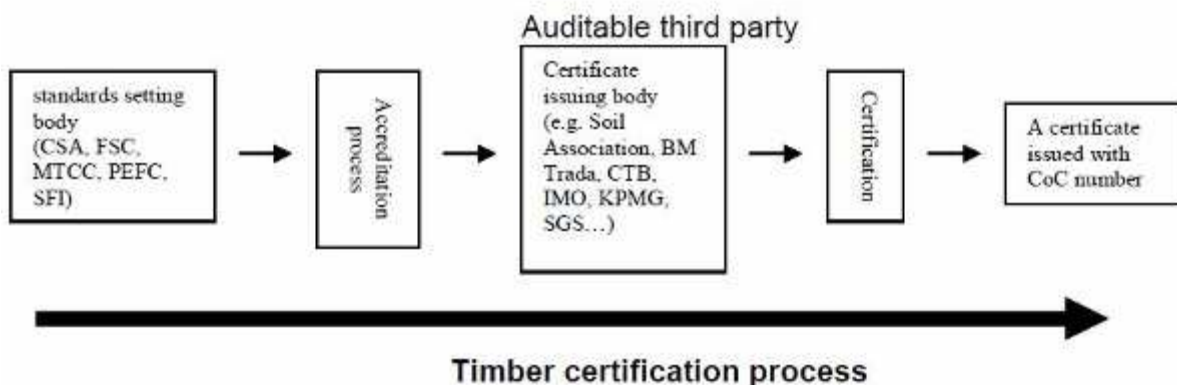 Auditable third party
standards setting
body
(CSA, FSC,
MTCC, PEFC,
SFI)
Accreditation
process
Certificate
issuing body
(e.g. Soil
Association, BM
Trada, CTB,
IMO, KPMG,
SGS…)
Certification
A certificate
issued with
CoC number
Timber certification process